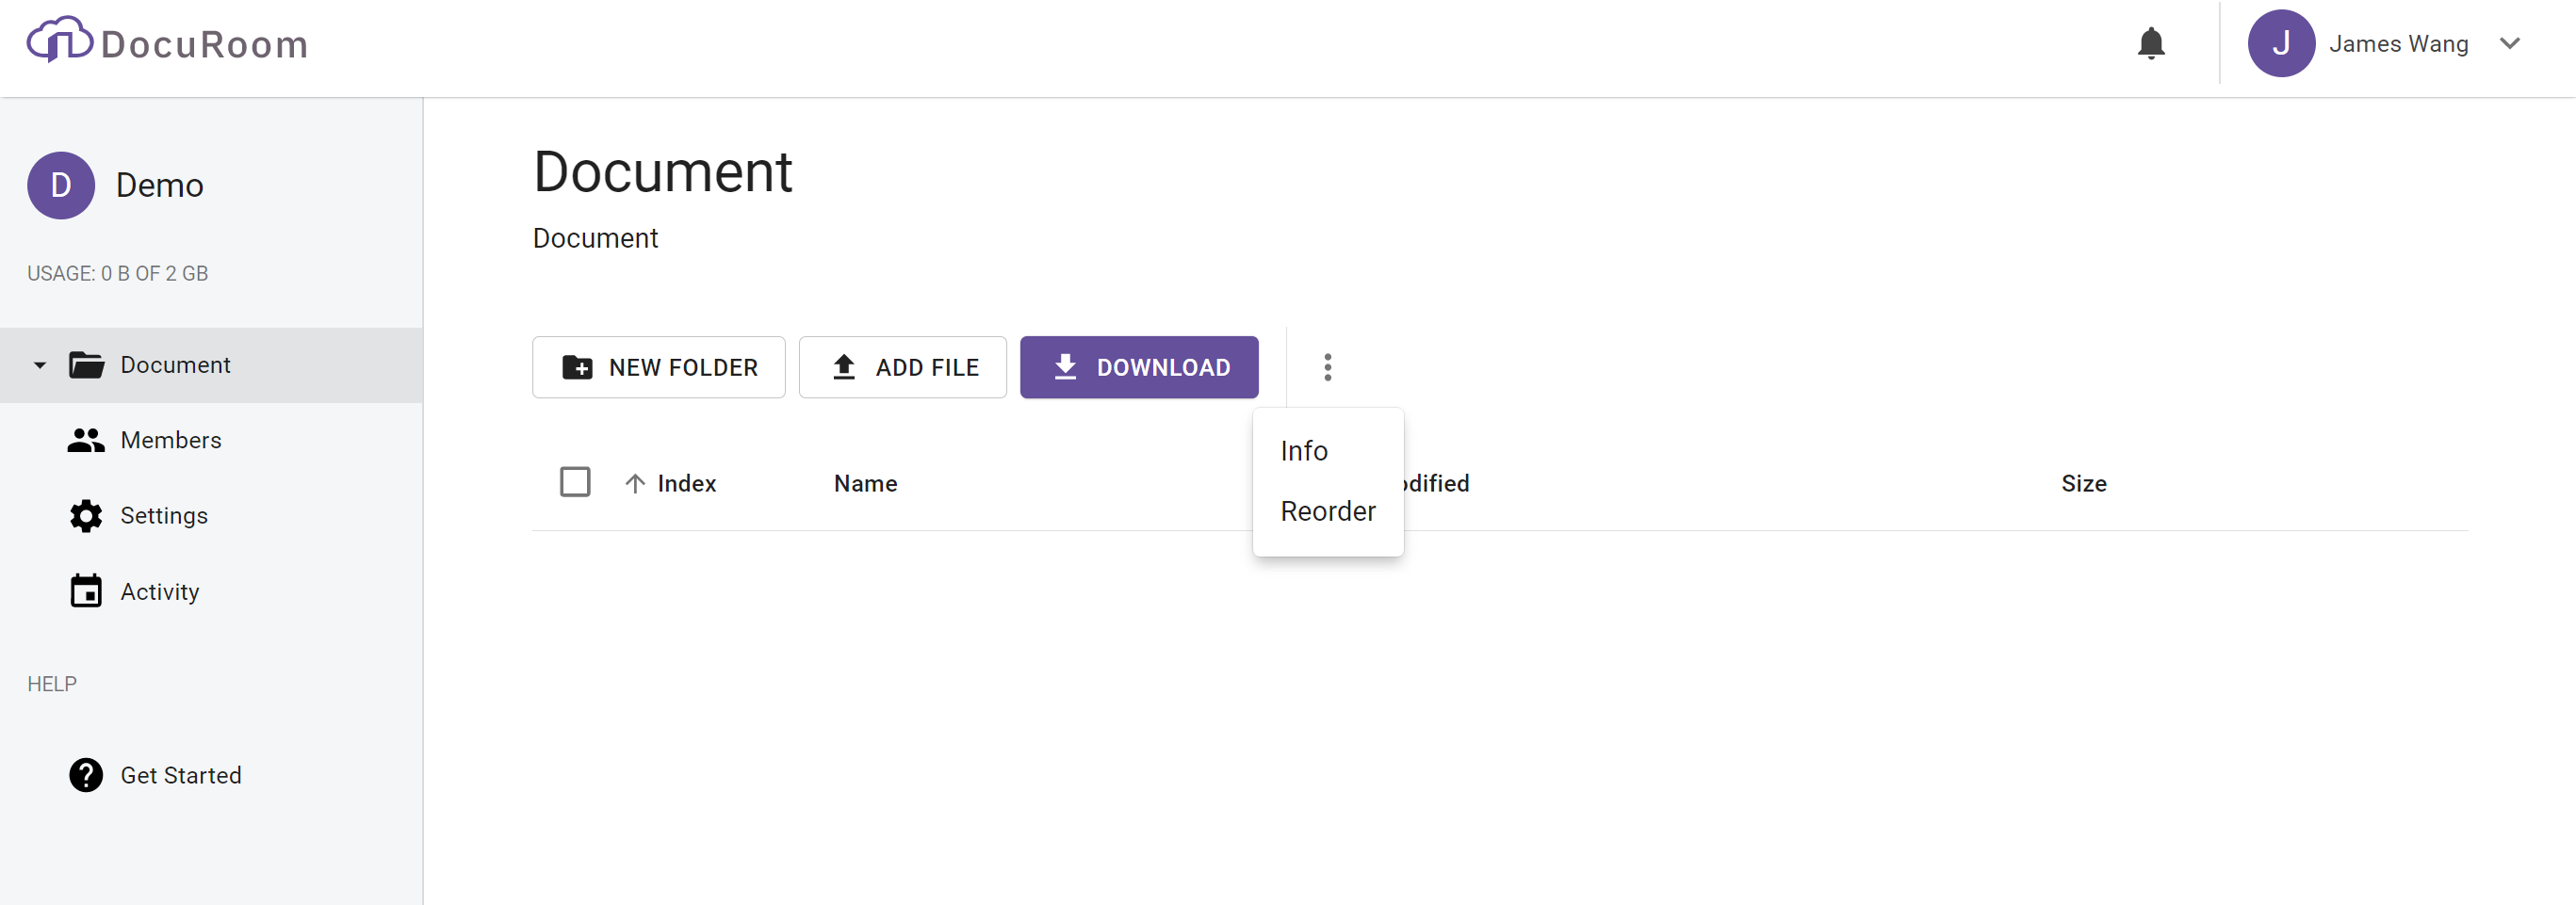 DocuRoom
J James Wang
D Demo
USAGE: 0 B OF 2 GB
Document
Members
Settings
Activity
HELP
Get Started
Document
Document
NEW FOLDER ADD FILE DOWNLOAD
Info
Reorder
Index Name odified Size